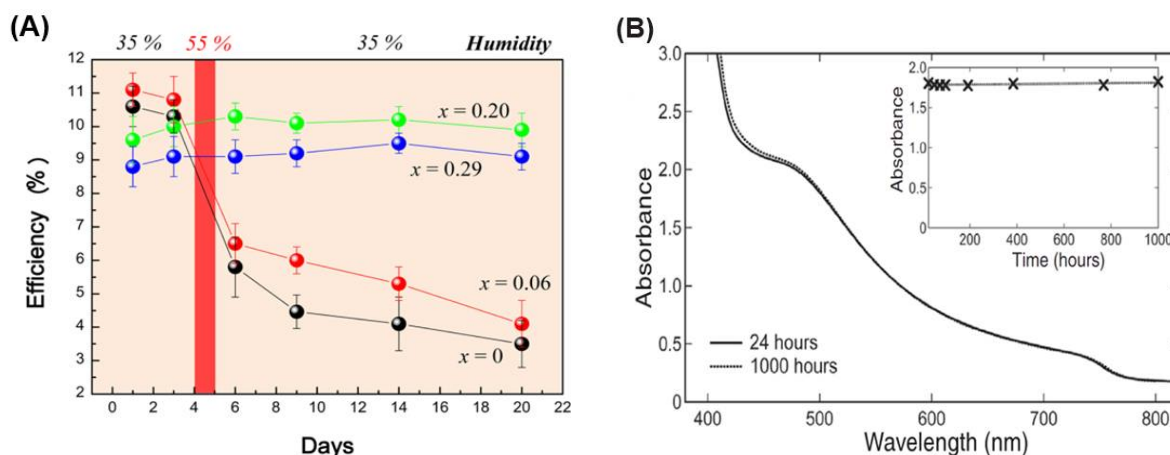 (A)
35 % 55 % 35 % Humidity
12
11
10
9
8
7
6
5
4
3
2
Efficiency (%)
x = 0.20
x = 0.29
x = 0.06
x = 0
0 2 4 6 8 10 12 14 16 18 20 22
Days
(B)
3.0
2.5
2.0
1.5
1.0
0.5
0.0
Absorbance
24 hours
1000 hours
400 500 600 700 800
Wavelength (nm)
2.0
1.5
1.0
0.5
0.0
Absorbance
200 400 600 800 1000
Time (hours)